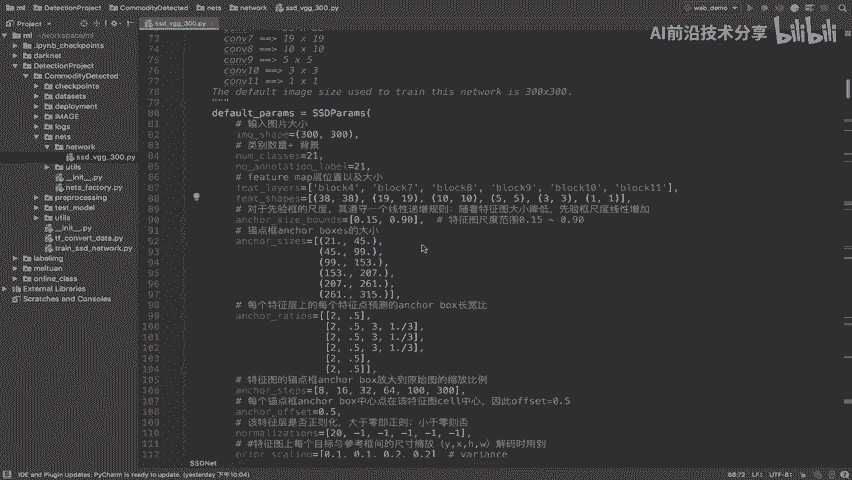 ml
DetectionProject
CommodityDetected
nets
network
ssd_vgg_300.py
web_demo
AI前沿技术分享 bilibili
Project
ssd_vgg_300.py
ml ~/workspace/ml
.ipynb_checkpoints
darknet
DetectionProject
CommodityDetected
checkpoints
datasets
deployment
IMAGE
logs
nets
network
ssd_vgg_300.py
utils
__init__.py
nets_factory.py
preprocessing
test_model
utils
__init__.py
tf_convert_data.py
train_ssd_network.py
labelimg
meituan
online_class
External Libraries
Scratches and Consoles
73
74 conv7 ==> 19 x 19
75 conv8 ==> 10 x 10
76 conv9 ==> 5 x 5
77 conv10 ==> 3 x 3
78 conv11 ==> 1 x 1
78 The default image size used to train this network is 300x300.
79 """
80 default_params = SSDParams(
81 # 输入图片大小
82 img_shape=(300, 300),
83 # 类别数量+ 背景
84 num_classes=21,
85 no_annotation_label=21,
86 # feature map层位置以及大小
87 feat_layers=['block4', 'block7', 'block8', 'block9', 'block10', 'block11'],
88 feat_shapes=[(38, 38), (19, 19), (10, 10), (5, 5), (3, 3), (1, 1)],
89 # 对于先验框的尺度，其遵守一个线性递增规则：随着特征图大小降低，先验框尺度线性增加
90 anchor_size_bounds=[0.15, 0.90], # 特征图尺度范围0.15 ~ 0.90
91 # 锚点框anchor boxes的大小
92 anchor_sizes=[(21., 45.),
93 (45., 99.),
94 (99., 153.),
95 (153., 207.),
96 (207., 261.),
97 (261., 315.)],
98 # 每个特征层上的每个特征点预测的anchor box长宽比
99 anchor_ratios=[[2, .5],
100 [2, .5, 3, 1./3],
101 [2, .5, 3, 1./3],
102 [2, .5, 3, 1./3],
103 [2, .5],
104 [2, .5]],
105 # 特征图的锚点框anchor box放大到原始图的缩放比例
106 anchor_steps=[8, 16, 32, 64, 100, 300],
107 # 每个锚点框anchor box中心点在该特征图cell中心，因此offset=0.5
108 anchor_offset=0.5,
109 # 该特征层是否正则化，大于零即正则；小于零则否
110 normalizations=[20, -1, -1, -1, -1, -1],
111 # #特征图上每个目标与参考框间的尺寸缩放 (y,x,h,w) 解码时用到
112 prior_scaling=[0.1, 0.1, 0.2, 0.2] # variance
SSDNet
IDE and Plugin Updates: PyCharm is ready to update. (yesterday 下午10:04)
88:72 LF÷ UTF-8÷